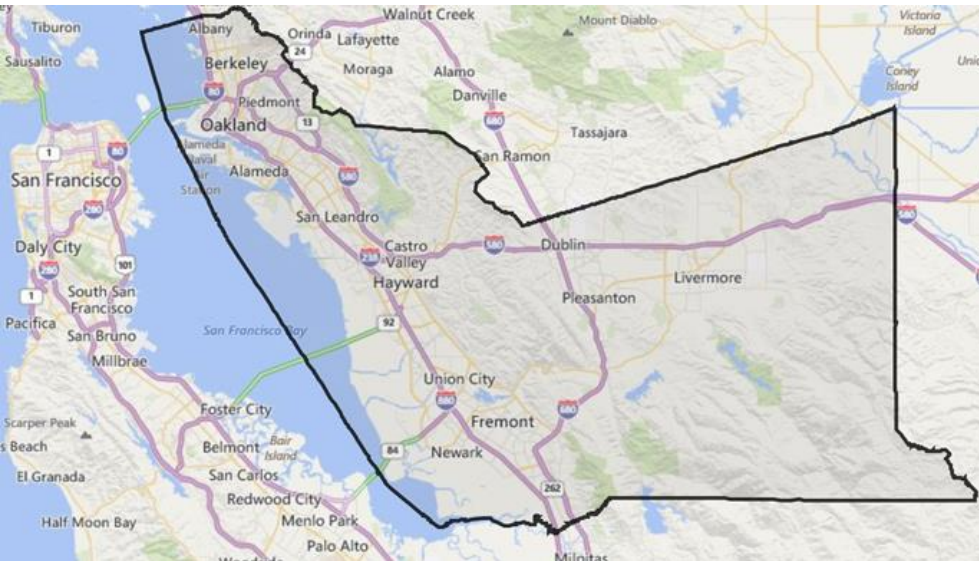 Tiburon
Albany
Walnut Creek
Mount Diablo
Victoria
Island
Sausalito
Orinda
Lafayette
24
Berkeley
Moraga
Alamo
Coney
Island
80
Piedmont
Danville
Oakland
13
680
Tassajara
1
80
Alameda
Naval
Air
Station
San Ramon
Alameda
580
San Francisco
280
San Leandro
580
Daly City
Castro
Valley
580
Dublin
238
280
101
Hayward
Livermore
1
South San
Francisco
Pleasanton
Pacifica
San Francisco Bay
92
San Bruno
Millbrae
Union City
880
680
Foster City
Scarper Peak
Fremont
s Beach
Belmont
Bair
Island
84
Newark
El Granada
San Carlos
262
Redwood City
Half Moon Bay
Menlo Park
Palo Alto
Milpitas